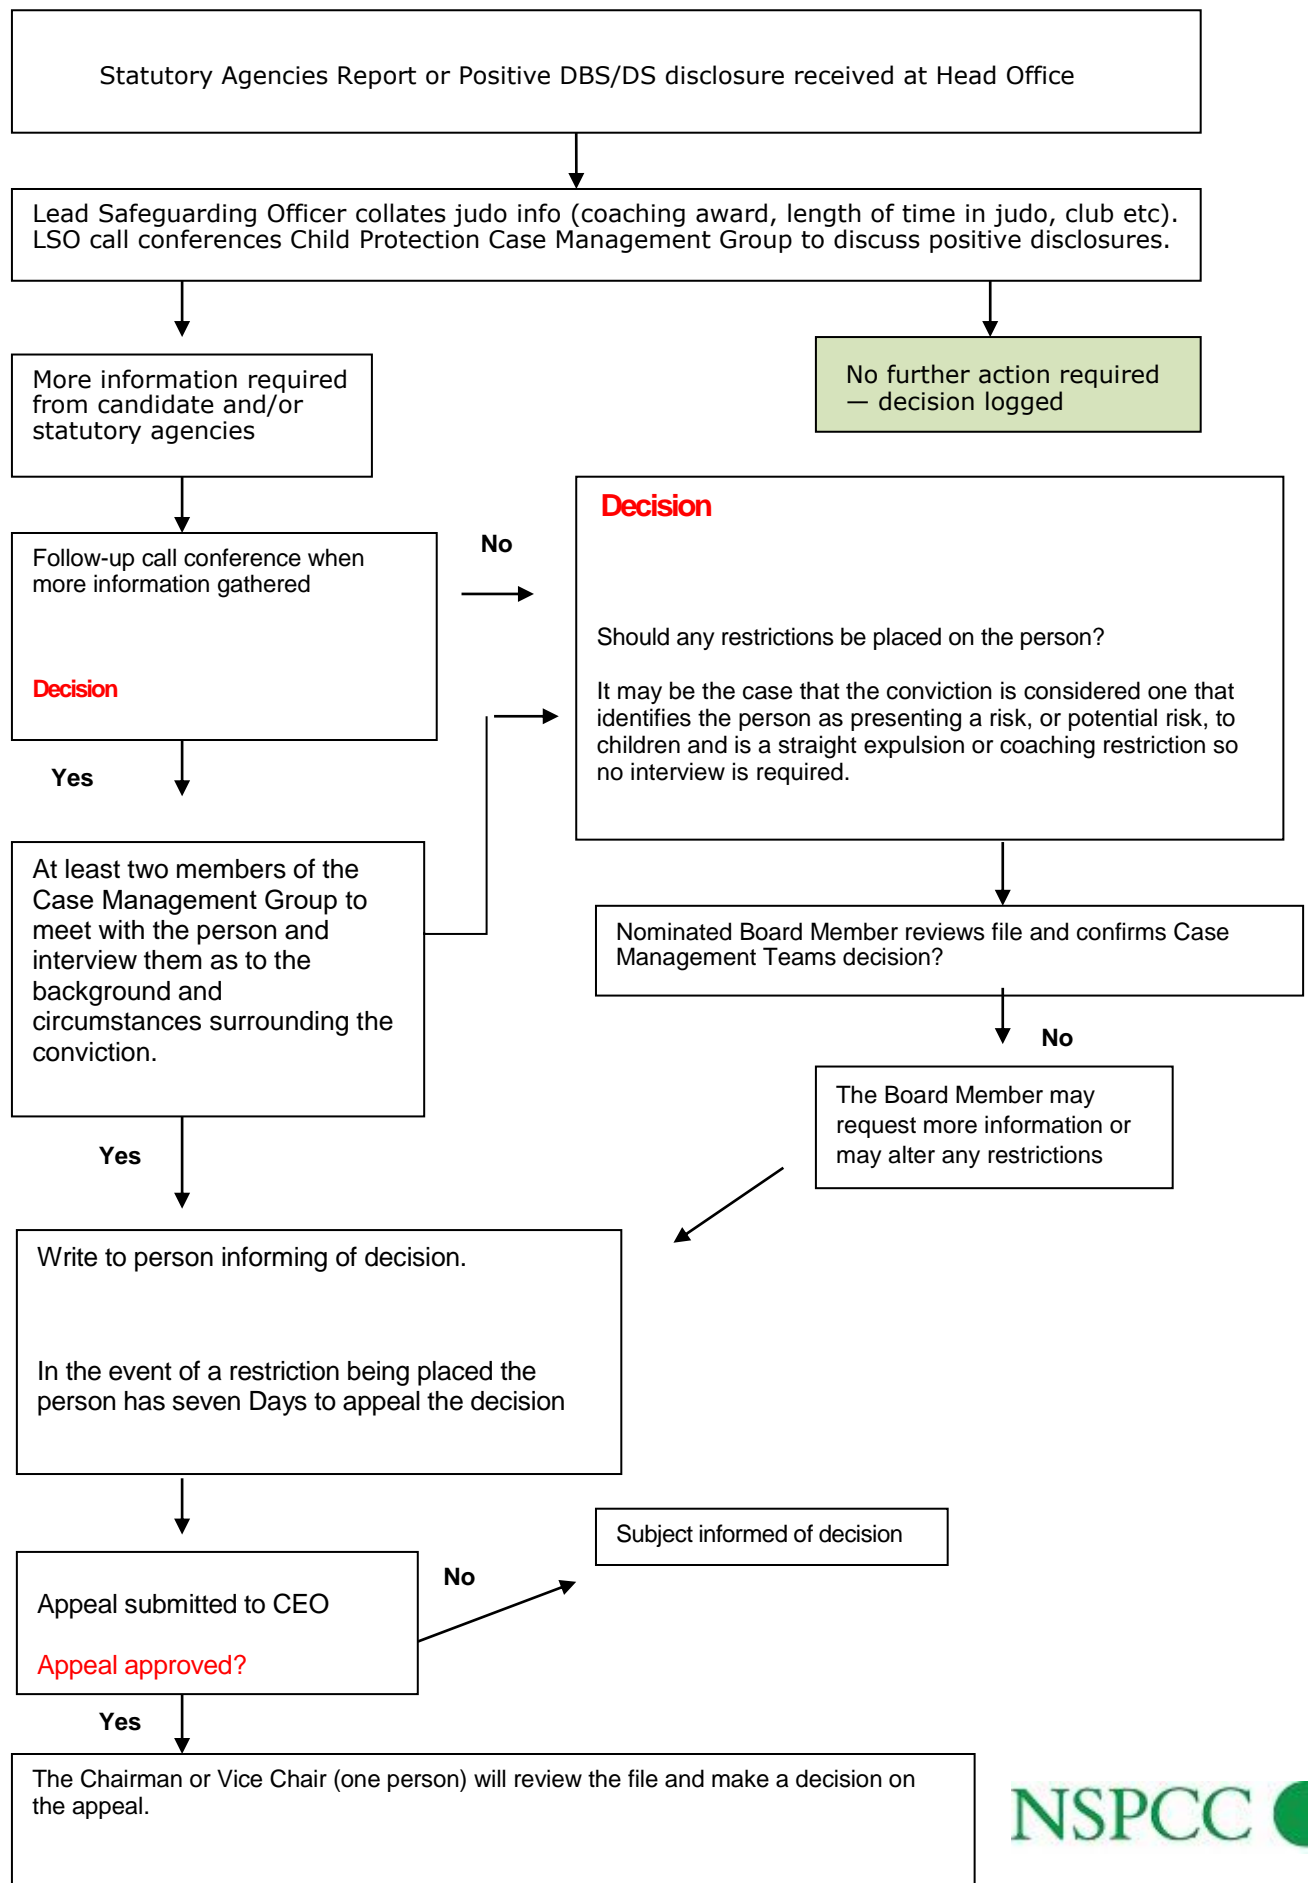 Statutory Agencies Report or Positive DBS/DS disclosure received at Head Office
Lead Safeguarding Officer collates judo info (coaching award, length of time in judo, club etc).
LSO call conferences Child Protection Case Management Group to discuss positive disclosures.
More information required
from candidate and/or
statutory agencies
No further action required
— decision logged
Follow-up call conference when
more information gathered
Decision
No
Decision
Should any restrictions be placed on the person?
It may be the case that the conviction is considered one that
identifies the person as presenting a risk, or potential risk, to
children and is a straight expulsion or coaching restriction so
no interview is required.
Yes
At least two members of the
Case Management Group to
meet with the person and
interview them as to the
background and
circumstances surrounding the
conviction.
Nominated Board Member reviews file and confirms Case
Management Teams decision?
No
The Board Member may
request more information or
may alter any restrictions
Yes
Write to person informing of decision.
In the event of a restriction being placed the
person has seven Days to appeal the decision
Subject informed of decision
Appeal submitted to CEO
Appeal approved?
No
Yes
The Chairman or Vice Chair (one person) will review the file and make a decision on
the appeal.
NSPCC